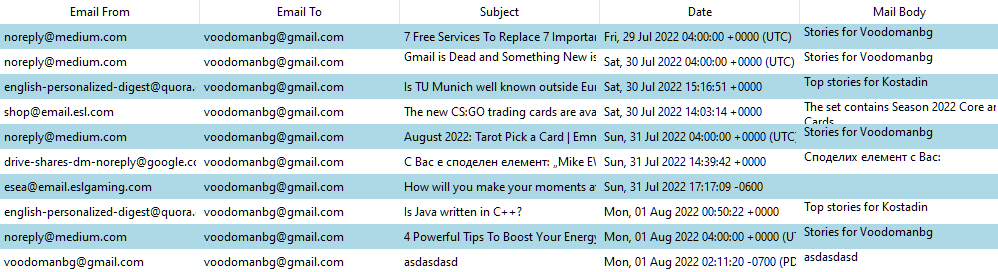 Email From Email To Subject Date Mail Body
noreply@medium.com voodomanbg@gmail.com 7 Free Services To Replace 7 Importan Fri, 29 Jul 2022 04:00:00 +0000 (UTC) Stories for Voodomanbg
noreply@medium.com voodomanbg@gmail.com Gmail is Dead and Something New is Sat, 30 Jul 2022 04:00:00 +0000 (UTC)
english-personalized-digest@quora. voodomanbg@gmail.com Is TU Munich well known outside Eur Sat, 30 Jul 2022 15:16:51 +0000 Top stories for Kostadin
shop@email.esl.com voodomanbg@gmail.com The new CS:GO trading cards are ava Sat, 30 Jul 2022 14:03:14 +0000 The set contains Season 2022 Core an
Cards
noreply@medium.com voodomanbg@gmail.com August 2022: Tarot Pick a Card | Emm Sun, 31 Jul 2022 04:00:00 +0000 (UTC) Stories for Voodomanbg
drive-shares-dm-noreply@google.co voodomanbg@gmail.com С Вас е споделен елемент: „Mike E\ Sun, 31 Jul 2022 14:39:42 +0000 Споделих елемент с Вас:
esea@email.eslgaming.com voodomanbg@gmail.com How will you make your moments at Sun, 31 Jul 2022 17:17:09 -0600
english-personalized-digest@quora. voodomanbg@gmail.com Is Java written in C++? Mon, 01 Aug 2022 00:50:22 +0000 Top stories for Kostadin
noreply@medium.com voodomanbg@gmail.com 4 Powerful Tips To Boost Your Energy Mon, 01 Aug 2022 04:00:00 +0000 (UT Stories for Voodomanbg
voodomanbg@gmail.com voodomanbg@gmail.com asdasdasd Mon, 01 Aug 2022 02:11:20 -0700 (PD asdasdasd